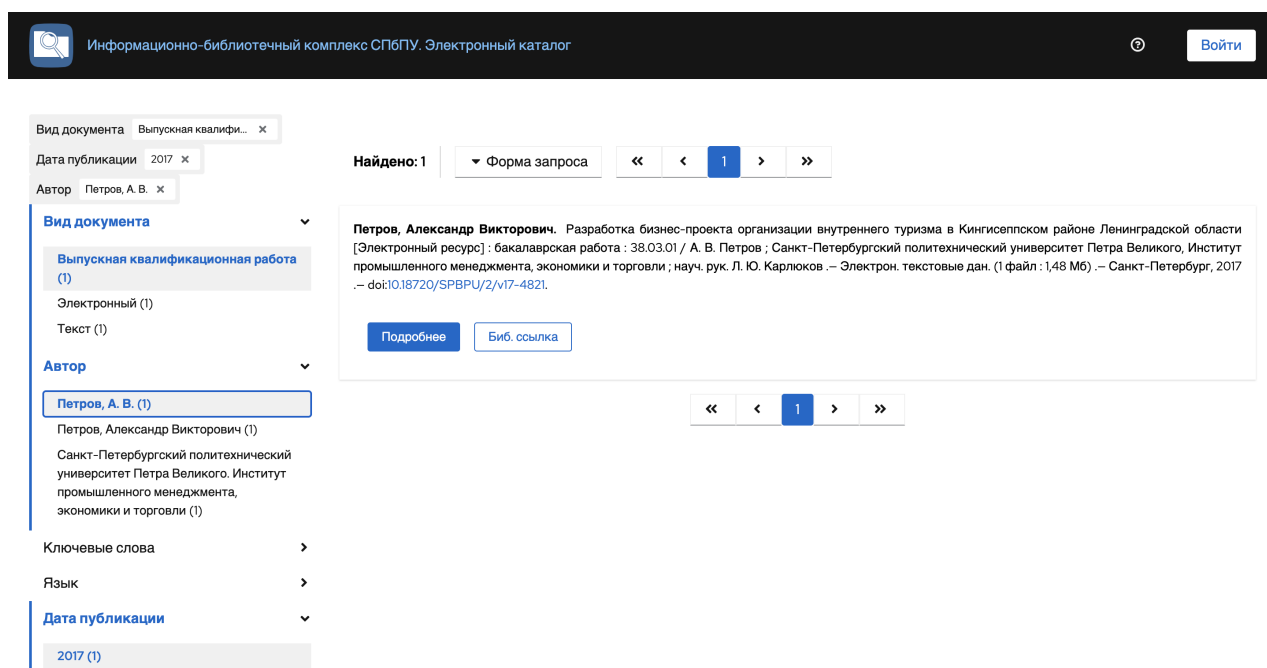 Информационно-библиотечный комплекс СПбПУ. Электронный каталог
Войти
Вид документа Выпускная квалифи...
Дата публикации 2017
Автор Петров, А. В.
Найдено: 1
Форма запроса
1
Вид документа
Выпускная квалификационная работа
(1)
Электронный (1)
Текст (1)
Автор
Петров, А. В. (1)
Петров, Александр Викторович (1)
Санкт-Петербургский политехнический
университет Петра Великого. Институт
промышленного менеджмента,
экономики и торговли (1)
Ключевые слова
Язык
Дата публикации
2017 (1)
Петров, Александр Викторович. Разработка бизнес-проекта организации внутреннего туризма в Кингисеппском районе Ленинградской области
[Электронный ресурс] : бакалаврская работа : 38.03.01 / А. В. Петров ; Санкт-Петербургский политехнический университет Петра Великого, Институт
промышленного менеджмента, экономики и торговли ; науч. рук. Л. Ю. Карлюков .— Электрон. текстовые дан. (1 файл : 1,48 Мб) .— Санкт-Петербург, 2017
.— doi:10.18720/SPBPU/2/v17-4821.
Подробнее
Биб. ссылка
1